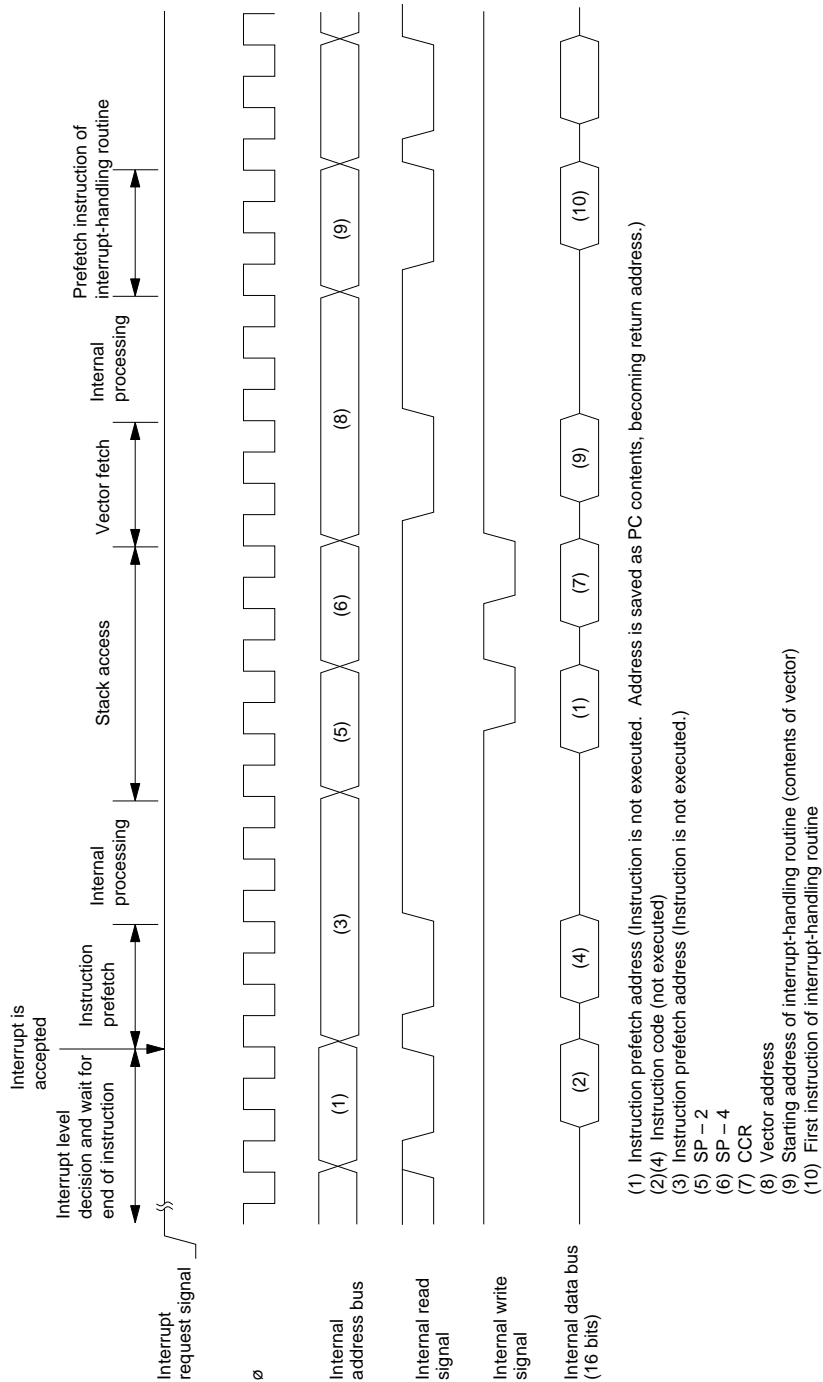 Interrupt is
accepted
Interrupt level
decision and wait for
end of instruction
Instruction
prefetch
Internal
processing
Stack access
Vector fetch
Internal
processing
Prefetch instruction of
interrupt-handling routine
Interrupt
request signal
ø
Internal
address bus
(1)
(3)
(5)
(6)
(8)
(9)
Internal read
signal
Internal write
signal
Internal data bus
(16 bits)
(2)
(4)
(1)
(7)
(9)
(10)
(1) Instruction prefetch address (Instruction is not executed. Address is saved as PC contents, becoming return address.)
(2)(4) Instruction code (not executed)
(3) Instruction prefetch address (Instruction is not executed.)
(5) SP – 2
(6) SP – 4
(7) CCR
(8) Vector address
(9) Starting address of interrupt-handling routine (contents of vector)
(10) First instruction of interrupt-handling routine